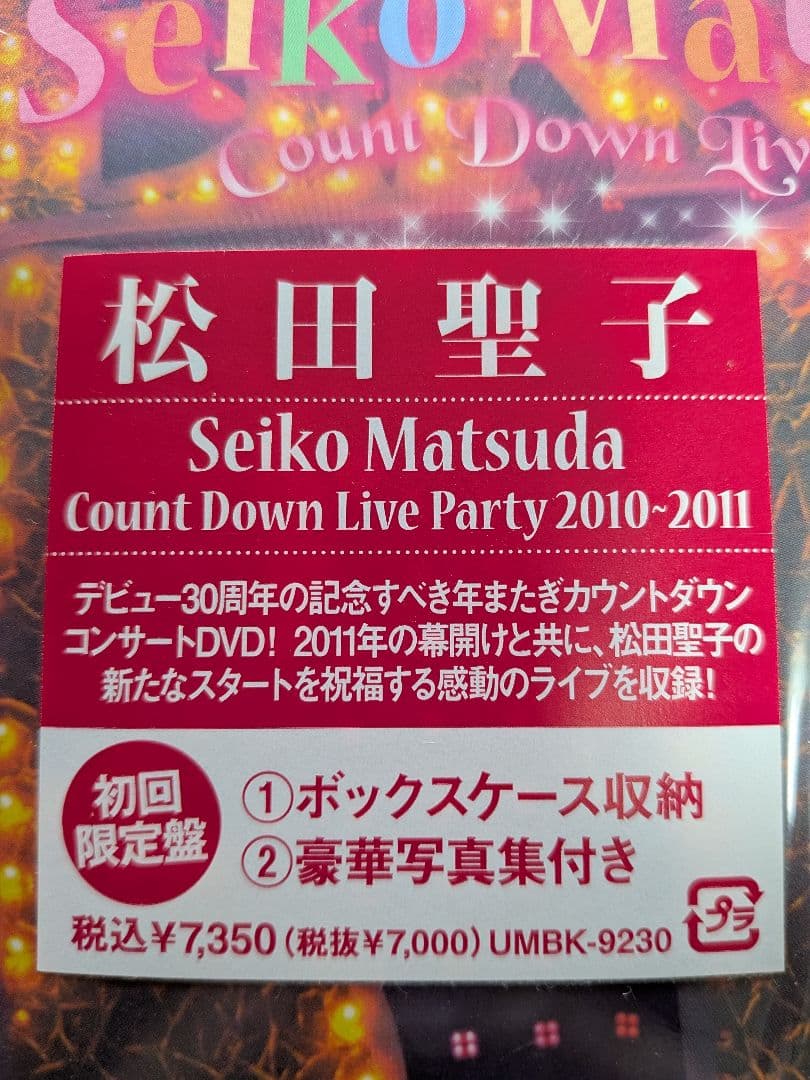 Seiko Mat
Count Down Liv
松田聖子
Seiko Matsuda
Count Down Live Party 2010~2011
デビュー30周年の記念すべき年またぎカウントダウン
コンサートDVD! 2011年の幕開けと共に、松田聖子の
新たなスタートを祝福する感動のライブを収録!
初回
限定盤
①ボックスケース収納
②豪華写真集付き
プラ
税込¥7,350(税抜¥7,000) UMBK-9230